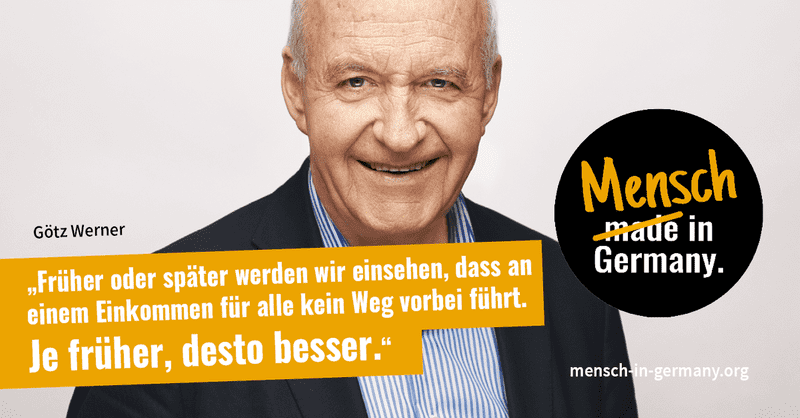 Götz Werner
„Früher oder später werden wir einsehen, dass an
einem Einkommen für alle kein Weg vorbei führt.
Je früher, desto besser.“
Mensch
made in
Germany.
mensch-in-germany.org